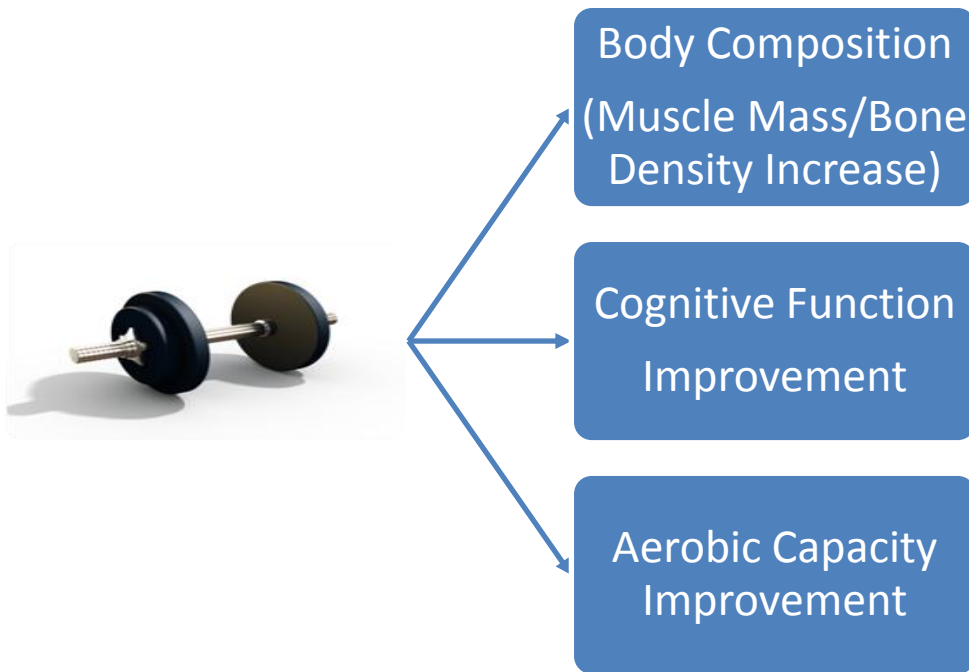 Body Composition
(Muscle Mass/Bone
Density Increase)
Cognitive Function
Improvement
Aerobic Capacity
Improvement